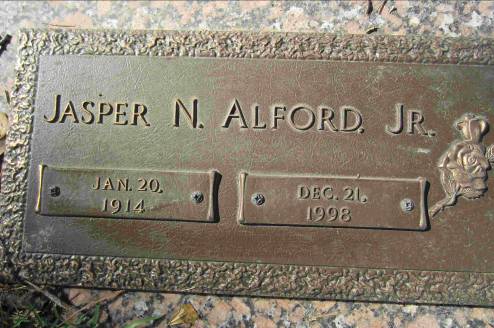 JASPER N. ALFORD, JR.
JAN. 20, 1914
DEC. 21, 1998